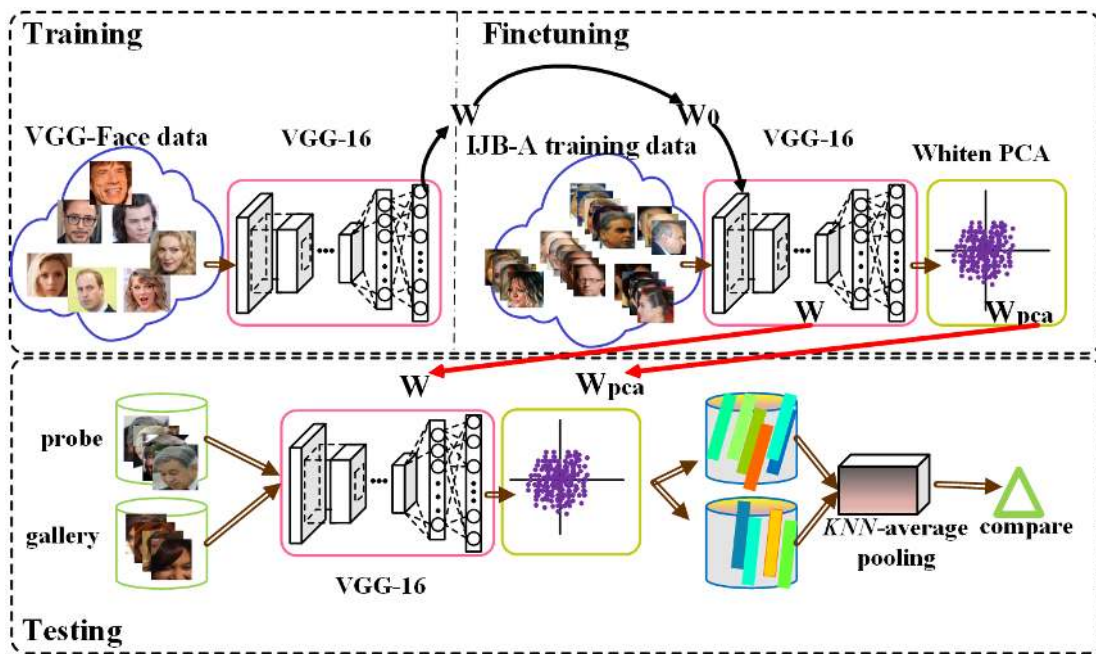 Training
Finetuning
W
W0
VGG-Face data
VGG-16
IJB-A training data
VGG-16
Whiten PCA
W
Wpca
W
Wpca
probe
gallery
VGG-16
KNN-average
pooling
compare
Testing